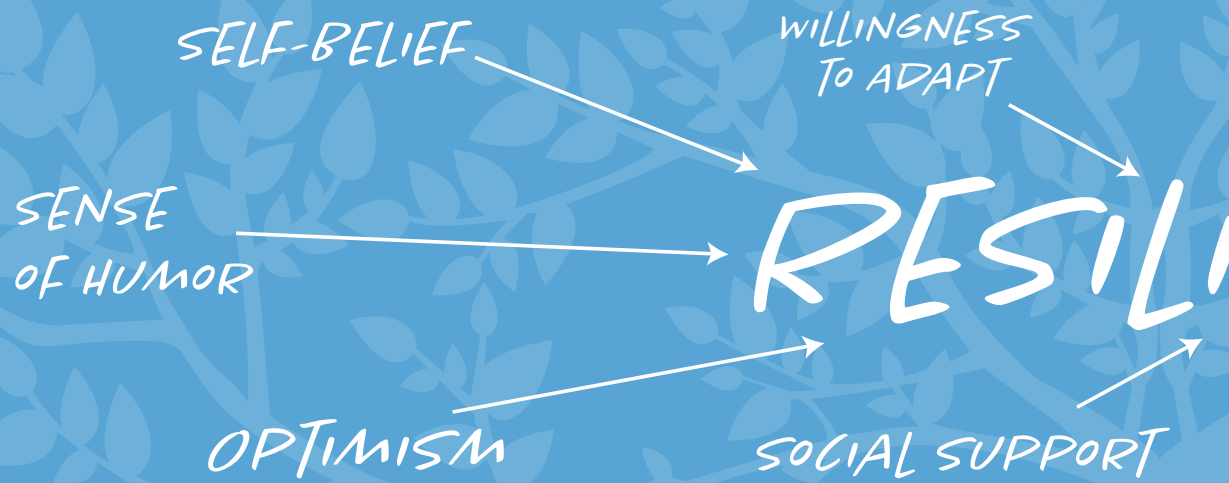 SELF-BELIEF
WILLINGNESS
TO ADAPT
SENSE
OF HUMOR
RESILI
OPTIMISM
SOCIAL SUPPORT